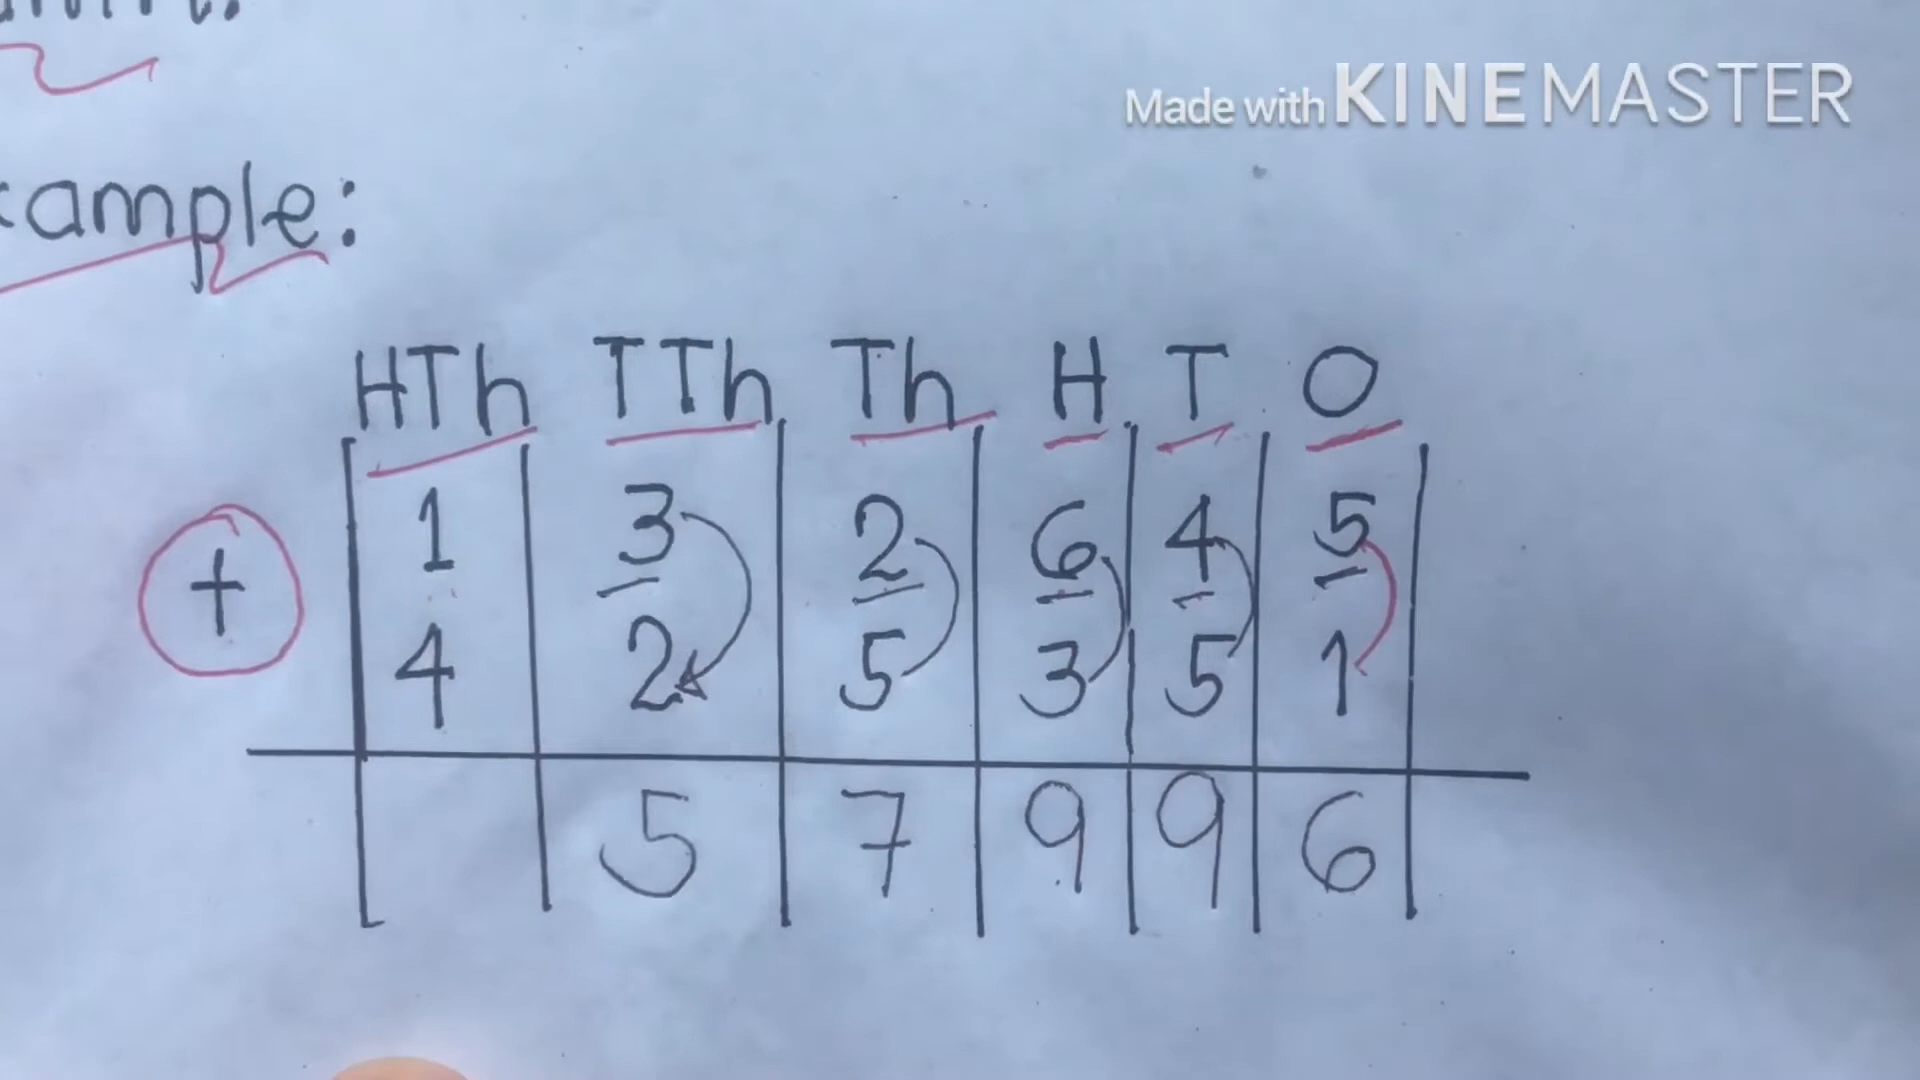 Made with KINEMASTER
xample:
HTh TTh Th H T O
1 3 2 6 4 5
+
4 2 5 3 5 1
5 7 9 9 6